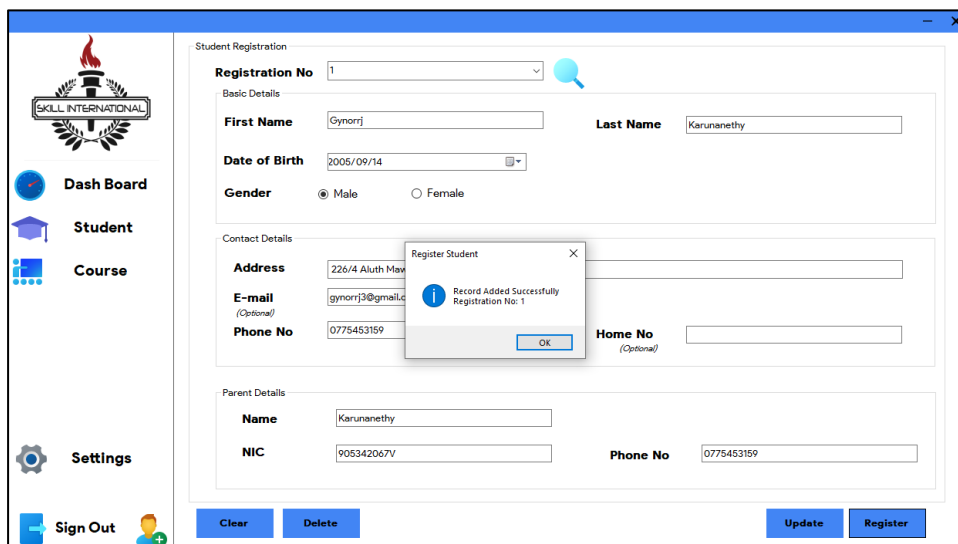 SKILL INTERNATIONAL
Dash Board
Student
Course
Settings
Sign Out
Student Registration
Registration No 1
Basic Details
First Name Gynorrj Last Name Karunanethy
Date of Birth 2005/09/14
Gender Male Female
Contact Details
Address 226/4 Aluth
E-mail gynorrj3@gmail.
(Optional)
Phone No 0775453159 Home No
(Optional)
Register Student
Record Added Successfully
Registration No: 1
OK
Parent Details
Name Karunanethy
NIC 905342067V Phone No 0775453159
Clear Delete Update Register